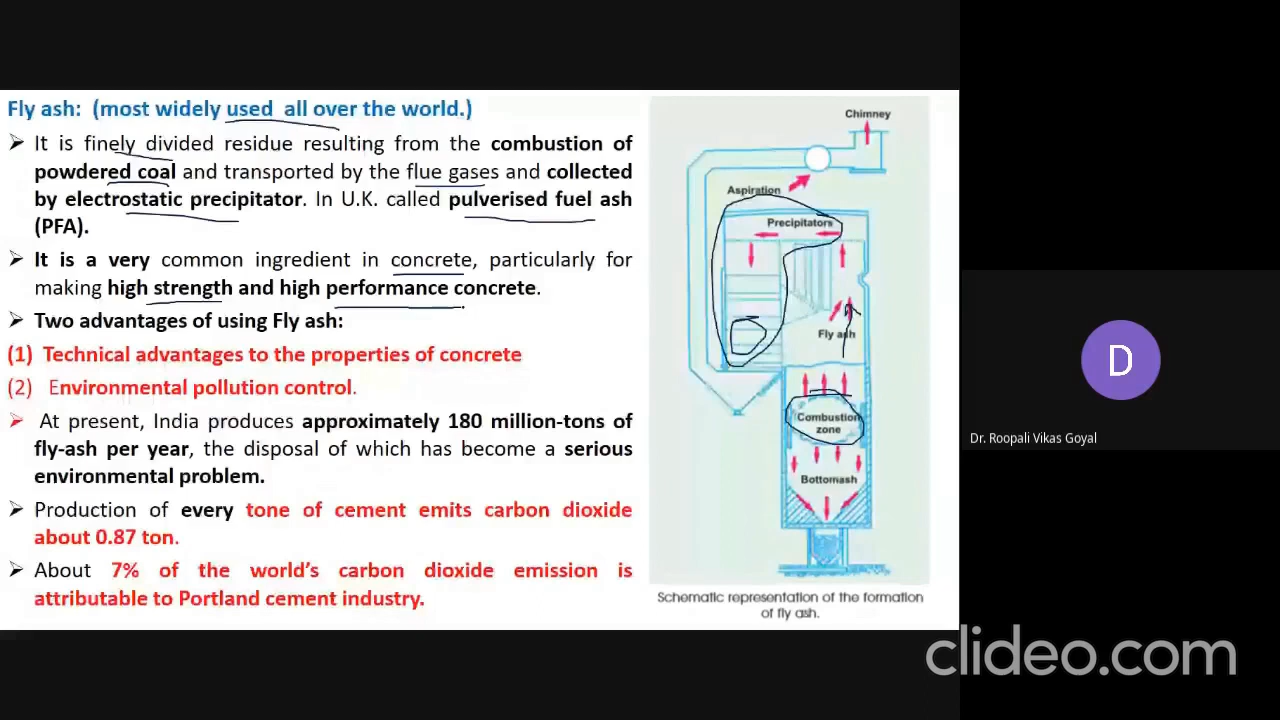 Fly ash: (most widely used all over the world.)
➢ It is finely divided residue resulting from the combustion of
powdered coal and transported by the flue gases and collected
by electrostatic precipitator. In U.K. called pulverised fuel ash
(PFA).
➢ It is a very common ingredient in concrete, particularly for
making high strength and high performance concrete.
➢ Two advantages of using Fly ash:
(1) Technical advantages to the properties of concrete
(2) Environmental pollution control.
➢ At present, India produces approximately 180 million-tons of
fly-ash per year, the disposal of which has become a serious
environmental problem.
➢ Production of every tone of cement emits carbon dioxide
about 0.87 ton.
➢ About 7% of the world's carbon dioxide emission is
attributable to Portland cement industry.
Chimney
Aspiration
Precipitators
Fly ash
Combustion
zone
Bottomash
Schematic representation of the formation
of fly ash.
D
Dr. Roopali Vikas Goyal
clideo.com